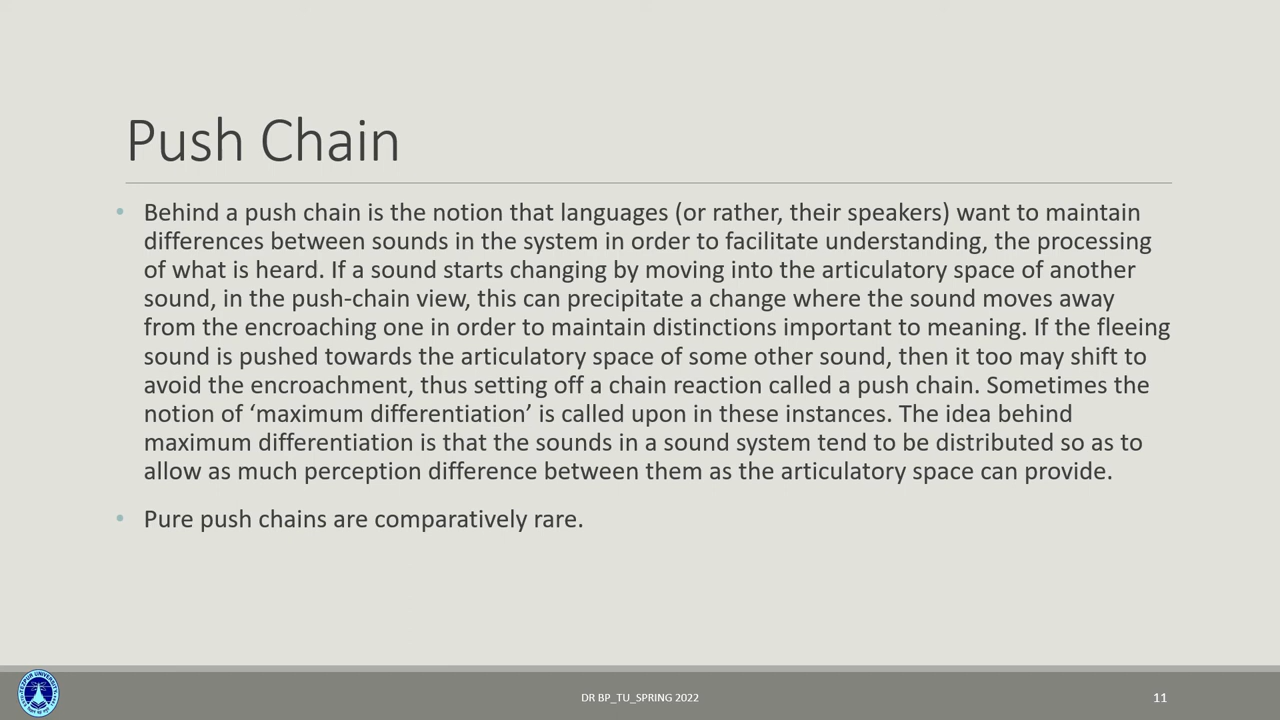 Push Chain
• Behind a push chain is the notion that languages (or rather, their speakers) want to maintain
differences between sounds in the system in order to facilitate understanding, the processing
of what is heard. If a sound starts changing by moving into the articulatory space of another
sound, in the push-chain view, this can precipitate a change where the sound moves away
from the encroaching one in order to maintain distinctions important to meaning. If the fleeing
sound is pushed towards the articulatory space of some other sound, then it too may shift to
avoid the encroachment, thus setting off a chain reaction called a push chain. Sometimes the
notion of ‘maximum differentiation’ is called upon in these instances. The idea behind
maximum differentiation is that the sounds in a sound system tend to be distributed so as to
allow as much perception difference between them as the articulatory space can provide.
• Pure push chains are comparatively rare.
DR BP_TU_SPRING 2022
11